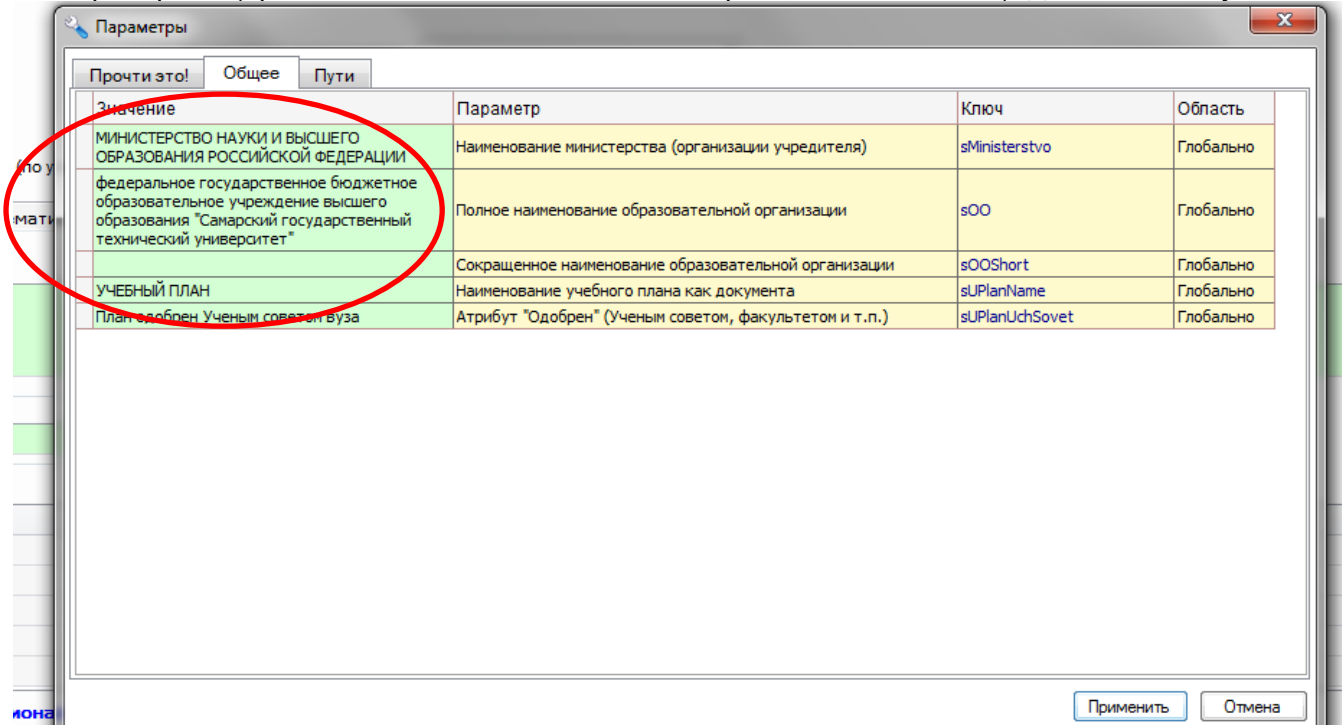 Параметры
Прочти это! Общее Пути
Значение Параметр Ключ Область
МИНИСТЕРСТВО НАУКИ И ВЫСШЕГО
ОБРАЗОВАНИЯ РОССИЙСКОЙ ФЕДЕРАЦИИ
Наименование министерства (организации учредителя) sMinisterstvo Глобально
федеральное государственное бюджетное
образовательное учреждение высшего
образования "Самарский государственный
технический университет"
Полное наименование образовательной организации sOO Глобально
Сокращенное наименование образовательной организации sOOShort Глобально
УЧЕБНЫЙ ПЛАН Наименование учебного плана как документа sUPlanName Глобально
План одобрен Ученым советом вуза Атрибут "Одобрен" (Ученым советом, факультетом и т.п.) sUPlanUchSovet Глобально
(по у
мати
Применить Отмена
иона